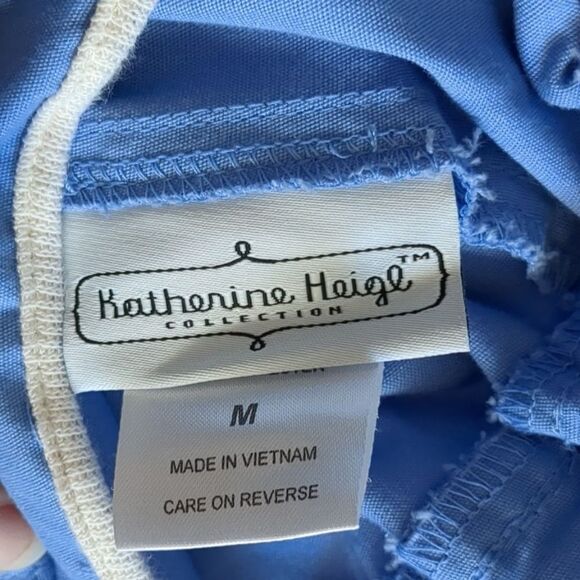 Katherine Heigl™
COLLECTION
M
MADE IN VIETNAM
CARE ON REVERSE